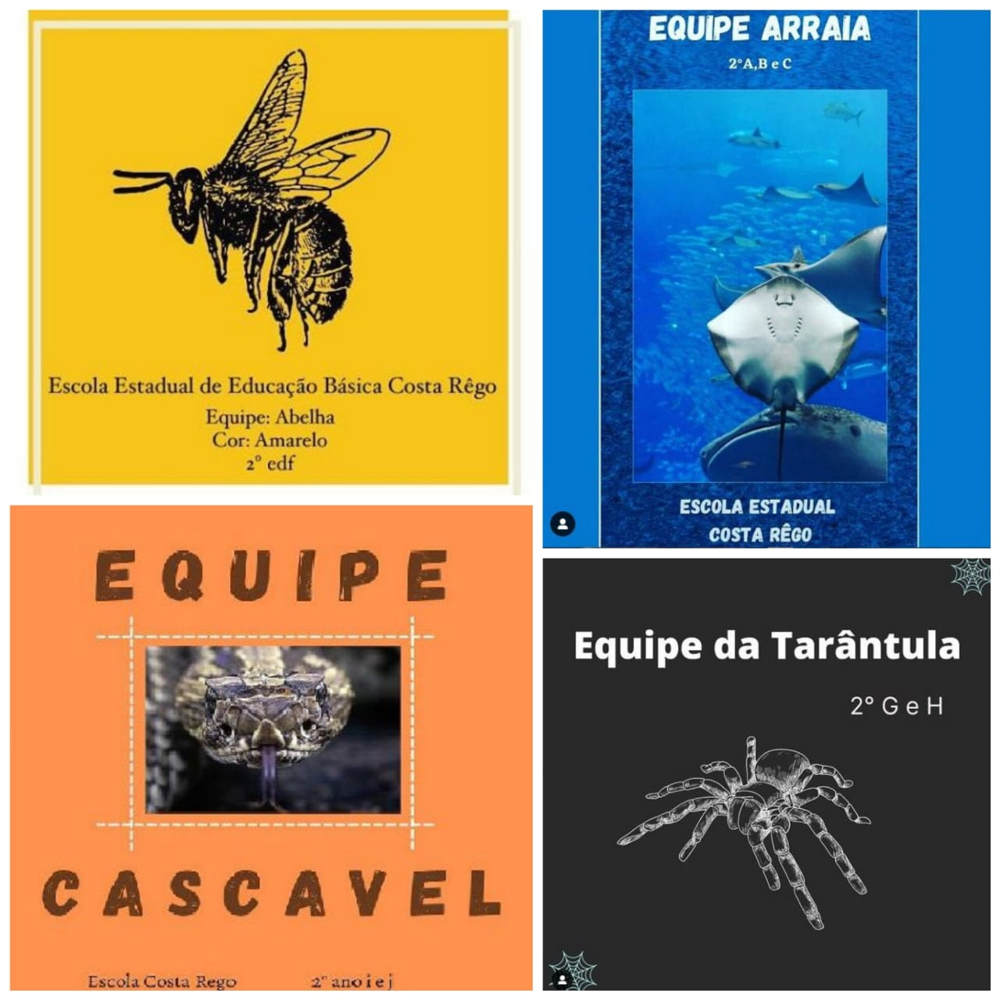 Escola Estadual de Educação Básica Costa Rêgo
Equipe: Abelha
Cor: Amarelo
2° edf
EQUIPE ARRAIA
2°A,B e C
ESCOLA ESTADUAL
COSTA RÊGO
EQUIPE
CASCAVEL
Escola Costa Rego 2° ano i e j
Equipe da Tarântula
2° G e H